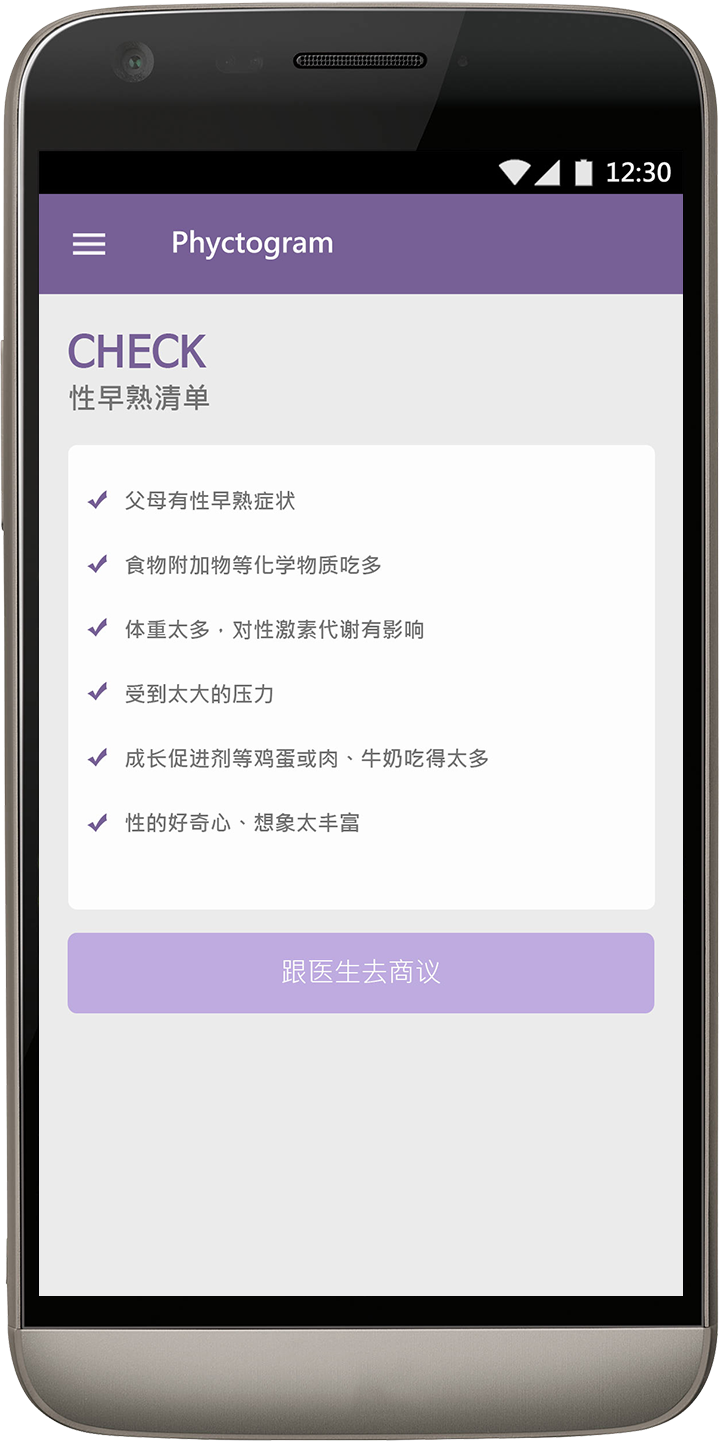 12:30
Phyctogram
CHECK
性早熟清单
父母有性早熟症状
食物附加物等化学物质吃多
体重太多，对性激素代谢有影响
受到太大的压力
成长促进剂等鸡蛋或肉、牛奶吃得太多
性的好奇心、想象太丰富
跟医生去商议